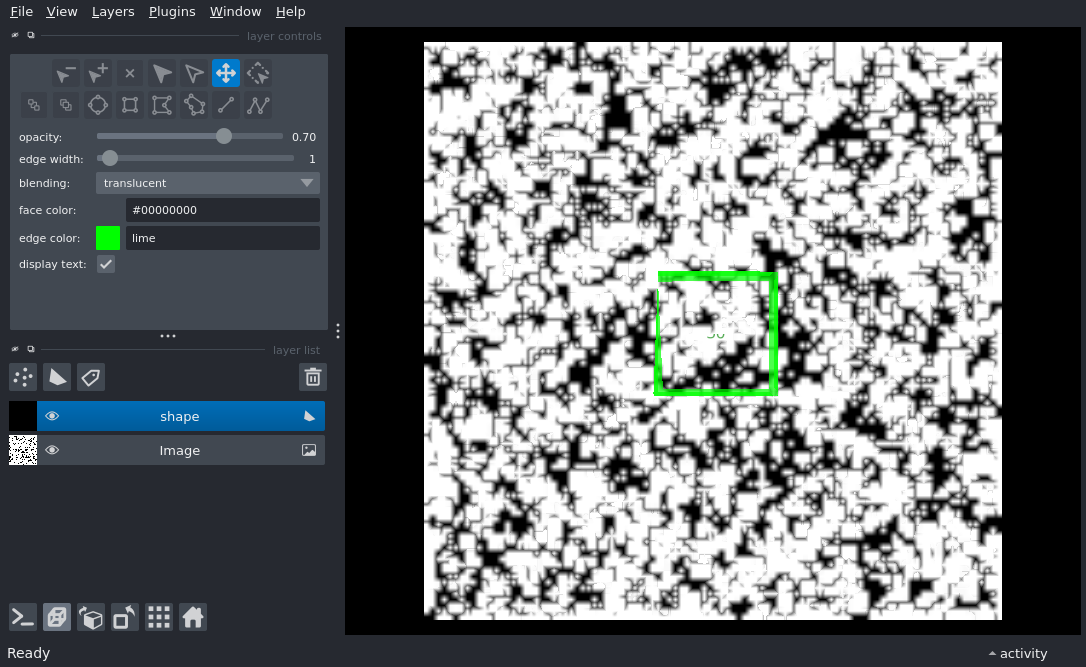 File View Layers Plugins Window Help
layer controls
opacity: 0.70
edge width: 1
blending: translucent
face color: #00000000
edge color: lime
display text:
layer list
shape
Image
Ready
activity